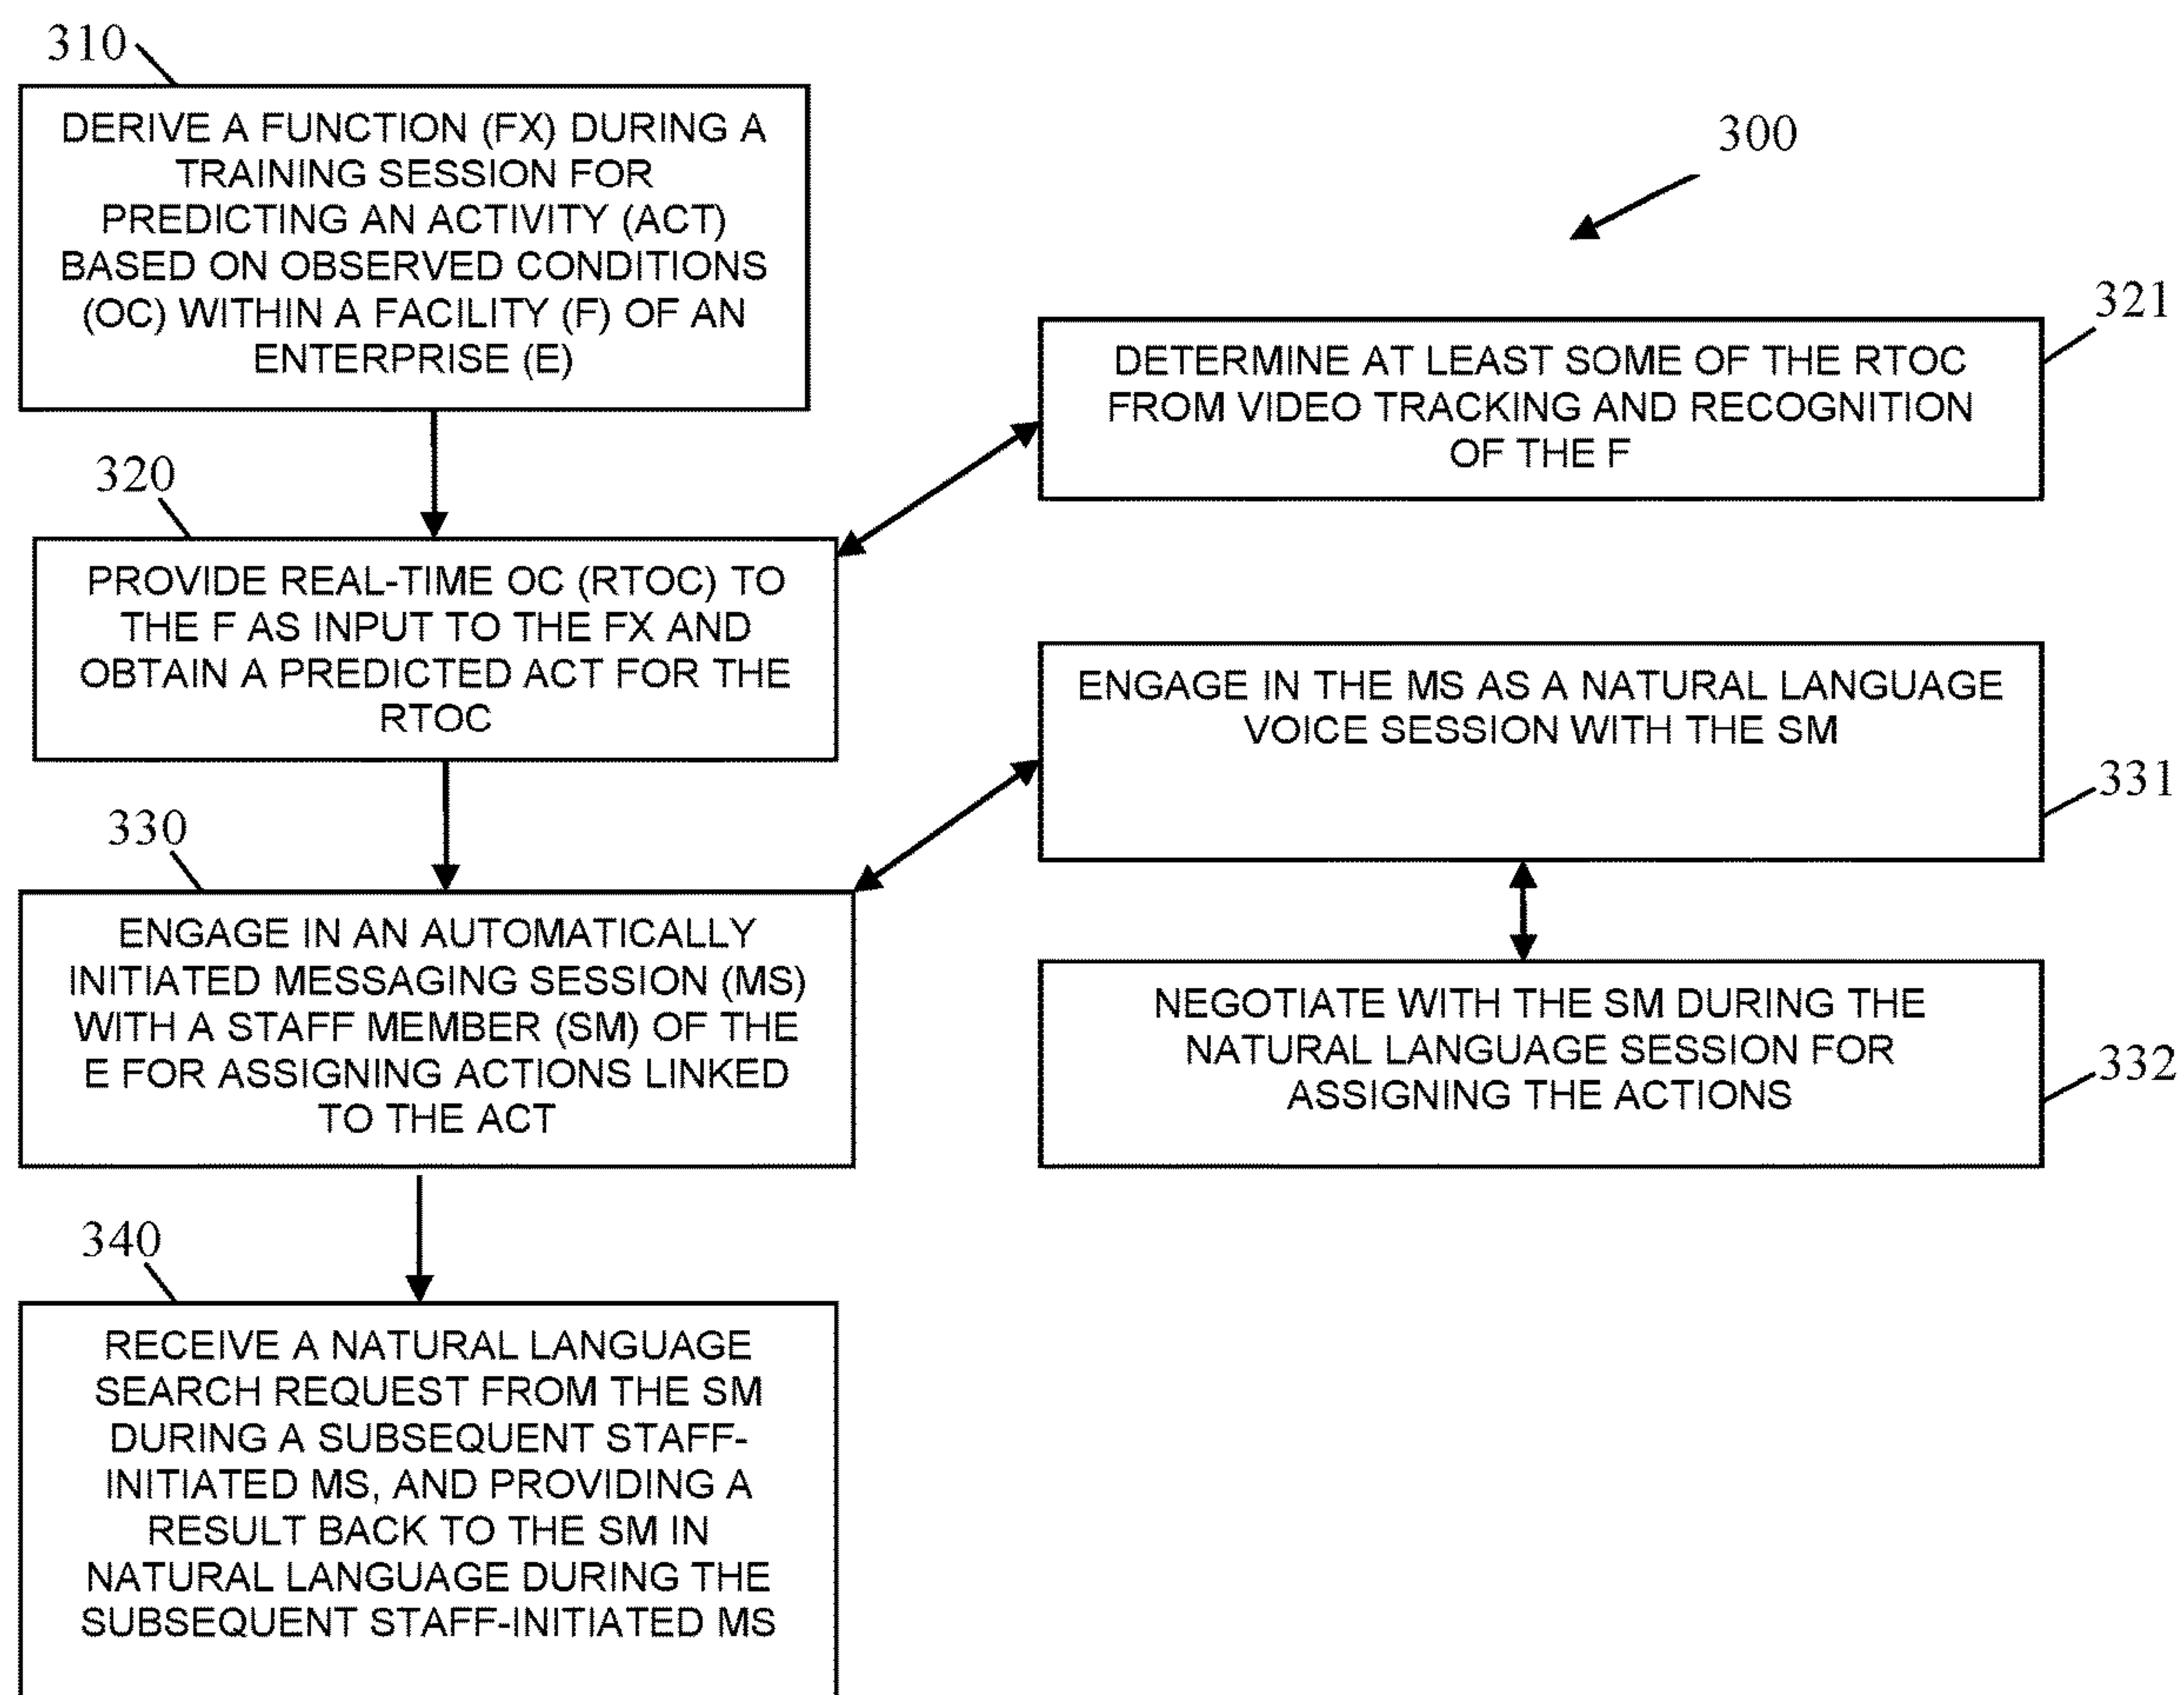 310
DERIVE A FUNCTION (FX) DURING A
TRAINING SESSION FOR
PREDICTING AN ACTIVITY (ACT)
BASED ON OBSERVED CONDITIONS
(OC) WITHIN A FACILITY (F) OF AN
ENTERPRISE (E)
300
321
DETERMINE AT LEAST SOME OF THE RTOC
FROM VIDEO TRACKING AND RECOGNITION
OF THE F
320
PROVIDE REAL-TIME OC (RTOC) TO
THE F AS INPUT TO THE FX AND
OBTAIN A PREDICTED ACT FOR THE
RTOC
ENGAGE IN THE MS AS A NATURAL LANGUAGE
VOICE SESSION WITH THE SM
331
330
ENGAGE IN AN AUTOMATICALLY
INITIATED MESSAGING SESSION (MS)
WITH A STAFF MEMBER (SM) OF THE
E FOR ASSIGNING ACTIONS LINKED
TO THE ACT
NEGOTIATE WITH THE SM DURING THE
NATURAL LANGUAGE SESSION FOR
ASSIGNING THE ACTIONS
332
340
RECEIVE A NATURAL LANGUAGE
SEARCH REQUEST FROM THE SM
DURING A SUBSEQUENT STAFF-
INITIATED MS, AND PROVIDING A
RESULT BACK TO THE SM IN
NATURAL LANGUAGE DURING THE
SUBSEQUENT STAFF-INITIATED MS